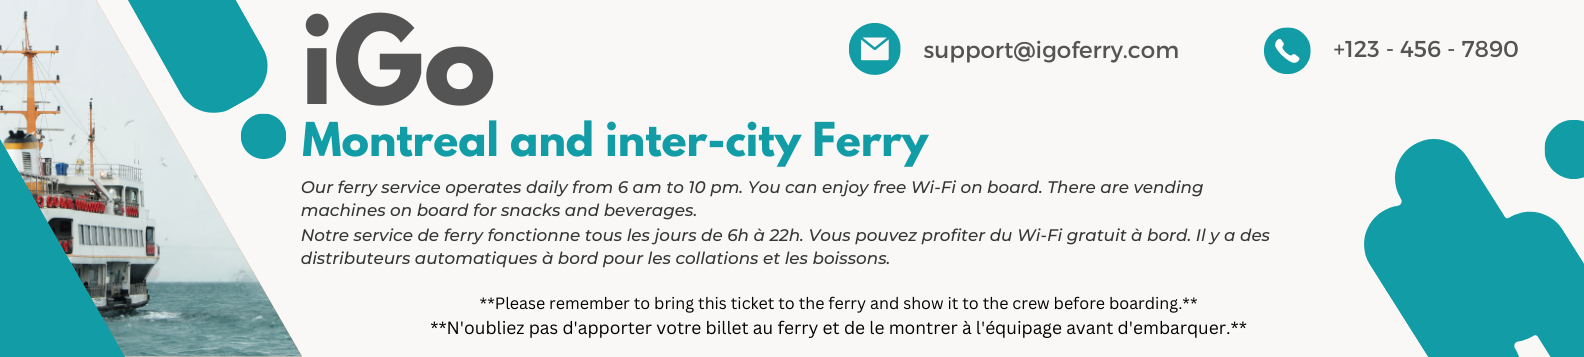 iGo
support@igoferry.com
+123 - 456 - 7890
Montreal and inter-city Ferry
Our ferry service operates daily from 6 am to 10 pm. You can enjoy free Wi-Fi on board. There are vending
machines on board for snacks and beverages.
Notre service de ferry fonctionne tous les jours de 6h à 22h. Vous pouvez profiter du Wi-Fi gratuit à bord. Il y a des
distributeurs automatiques à bord pour les collations et les boissons.
**Please remember to bring this ticket to the ferry and show it to the crew before boarding.**
**N'oubliez pas d'apporter votre billet au ferry et de le montrer à l'équipage avant d'embarquer.**